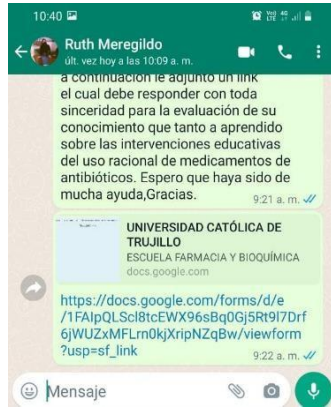 10:40
Ruth Meregildo
últ. vez hoy a las 10:09 a. m.
a continuación le adjunto un link
el cual debe responder con toda
sinceridad para la evaluación de su
conocimiento que tanto a aprendido
sobre las intervenciones educativas
del uso racional de medicamentos de
antibióticos. Espero que haya sido de
mucha ayuda,Gracias.
9:21 a. m.
UNIVERSIDAD CATÓLICA DE
TRUJILLO
ESCUELA FARMACIA Y BIOQUÍMICA
docs.google.com
https://docs.google.com/forms/d/e
/1FAIpQLScl8tcEWX96sBq0Gj5Rt9l7Drf
6jWUZxMFLrn0kjXripNZqBw/viewform
?usp=sf_link
9:22 a. m.
Mensaje